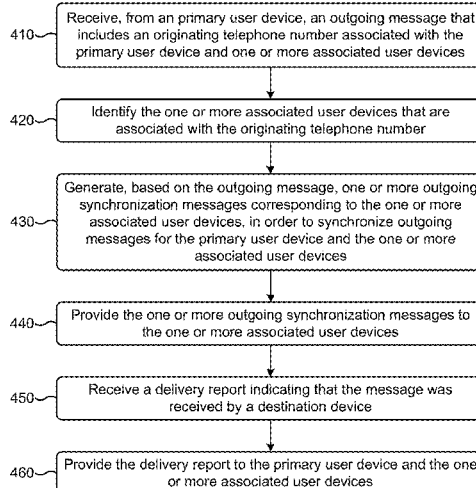 410
Receive, from an primary user device, an outgoing message that
includes an originating telephone number associated with the
primary user device and one or more associated user devices
420
Identify the one or more associated user devices that are
associated with the originating telephone number
430
Generate, based on the outgoing message, one or more outgoing
synchronization messages corresponding to the one or more
associated user devices, in order to synchronize outgoing
messages for the primary user device and the one or more
associated user devices
440
Provide the one or more outgoing synchronization messages to
the one or more associated user devices
450
Receive a delivery report indicating that the message was
received by a destination device
460
Provide the delivery report to the primary user device and the one
or more associated user devices